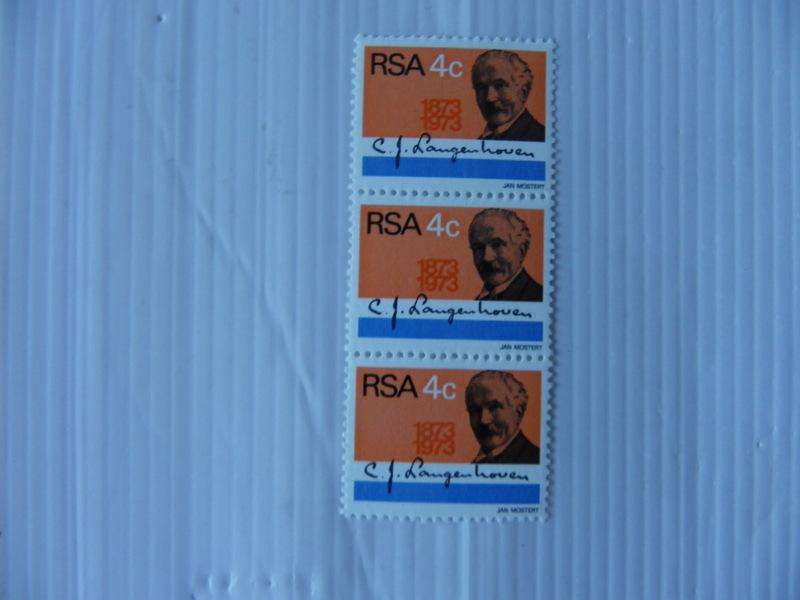 RSA 4c
1873
1973
C. J. Langenhoven
JAN MOSTERT
RSA 4c
1873
1973
C. J. Langenhoven
JAN MOSTERT
RSA 4c
1873
1973
C. J. Langenhoven
JAN MOSTERT